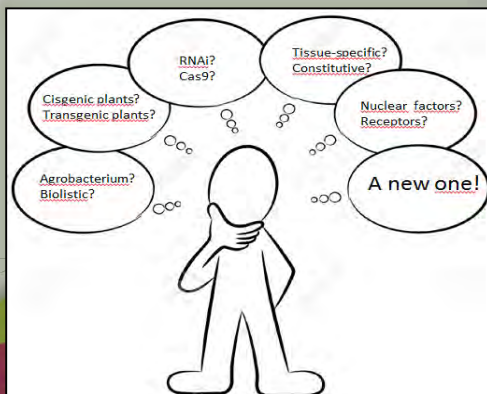 Agrobacterium?
Biolistic?
Cisgenic plants?
Transgenic plants?
RNAi?
Cas9?
Tissue-specific?
Constitutive?
Nuclear factors?
Receptors?
A new one!